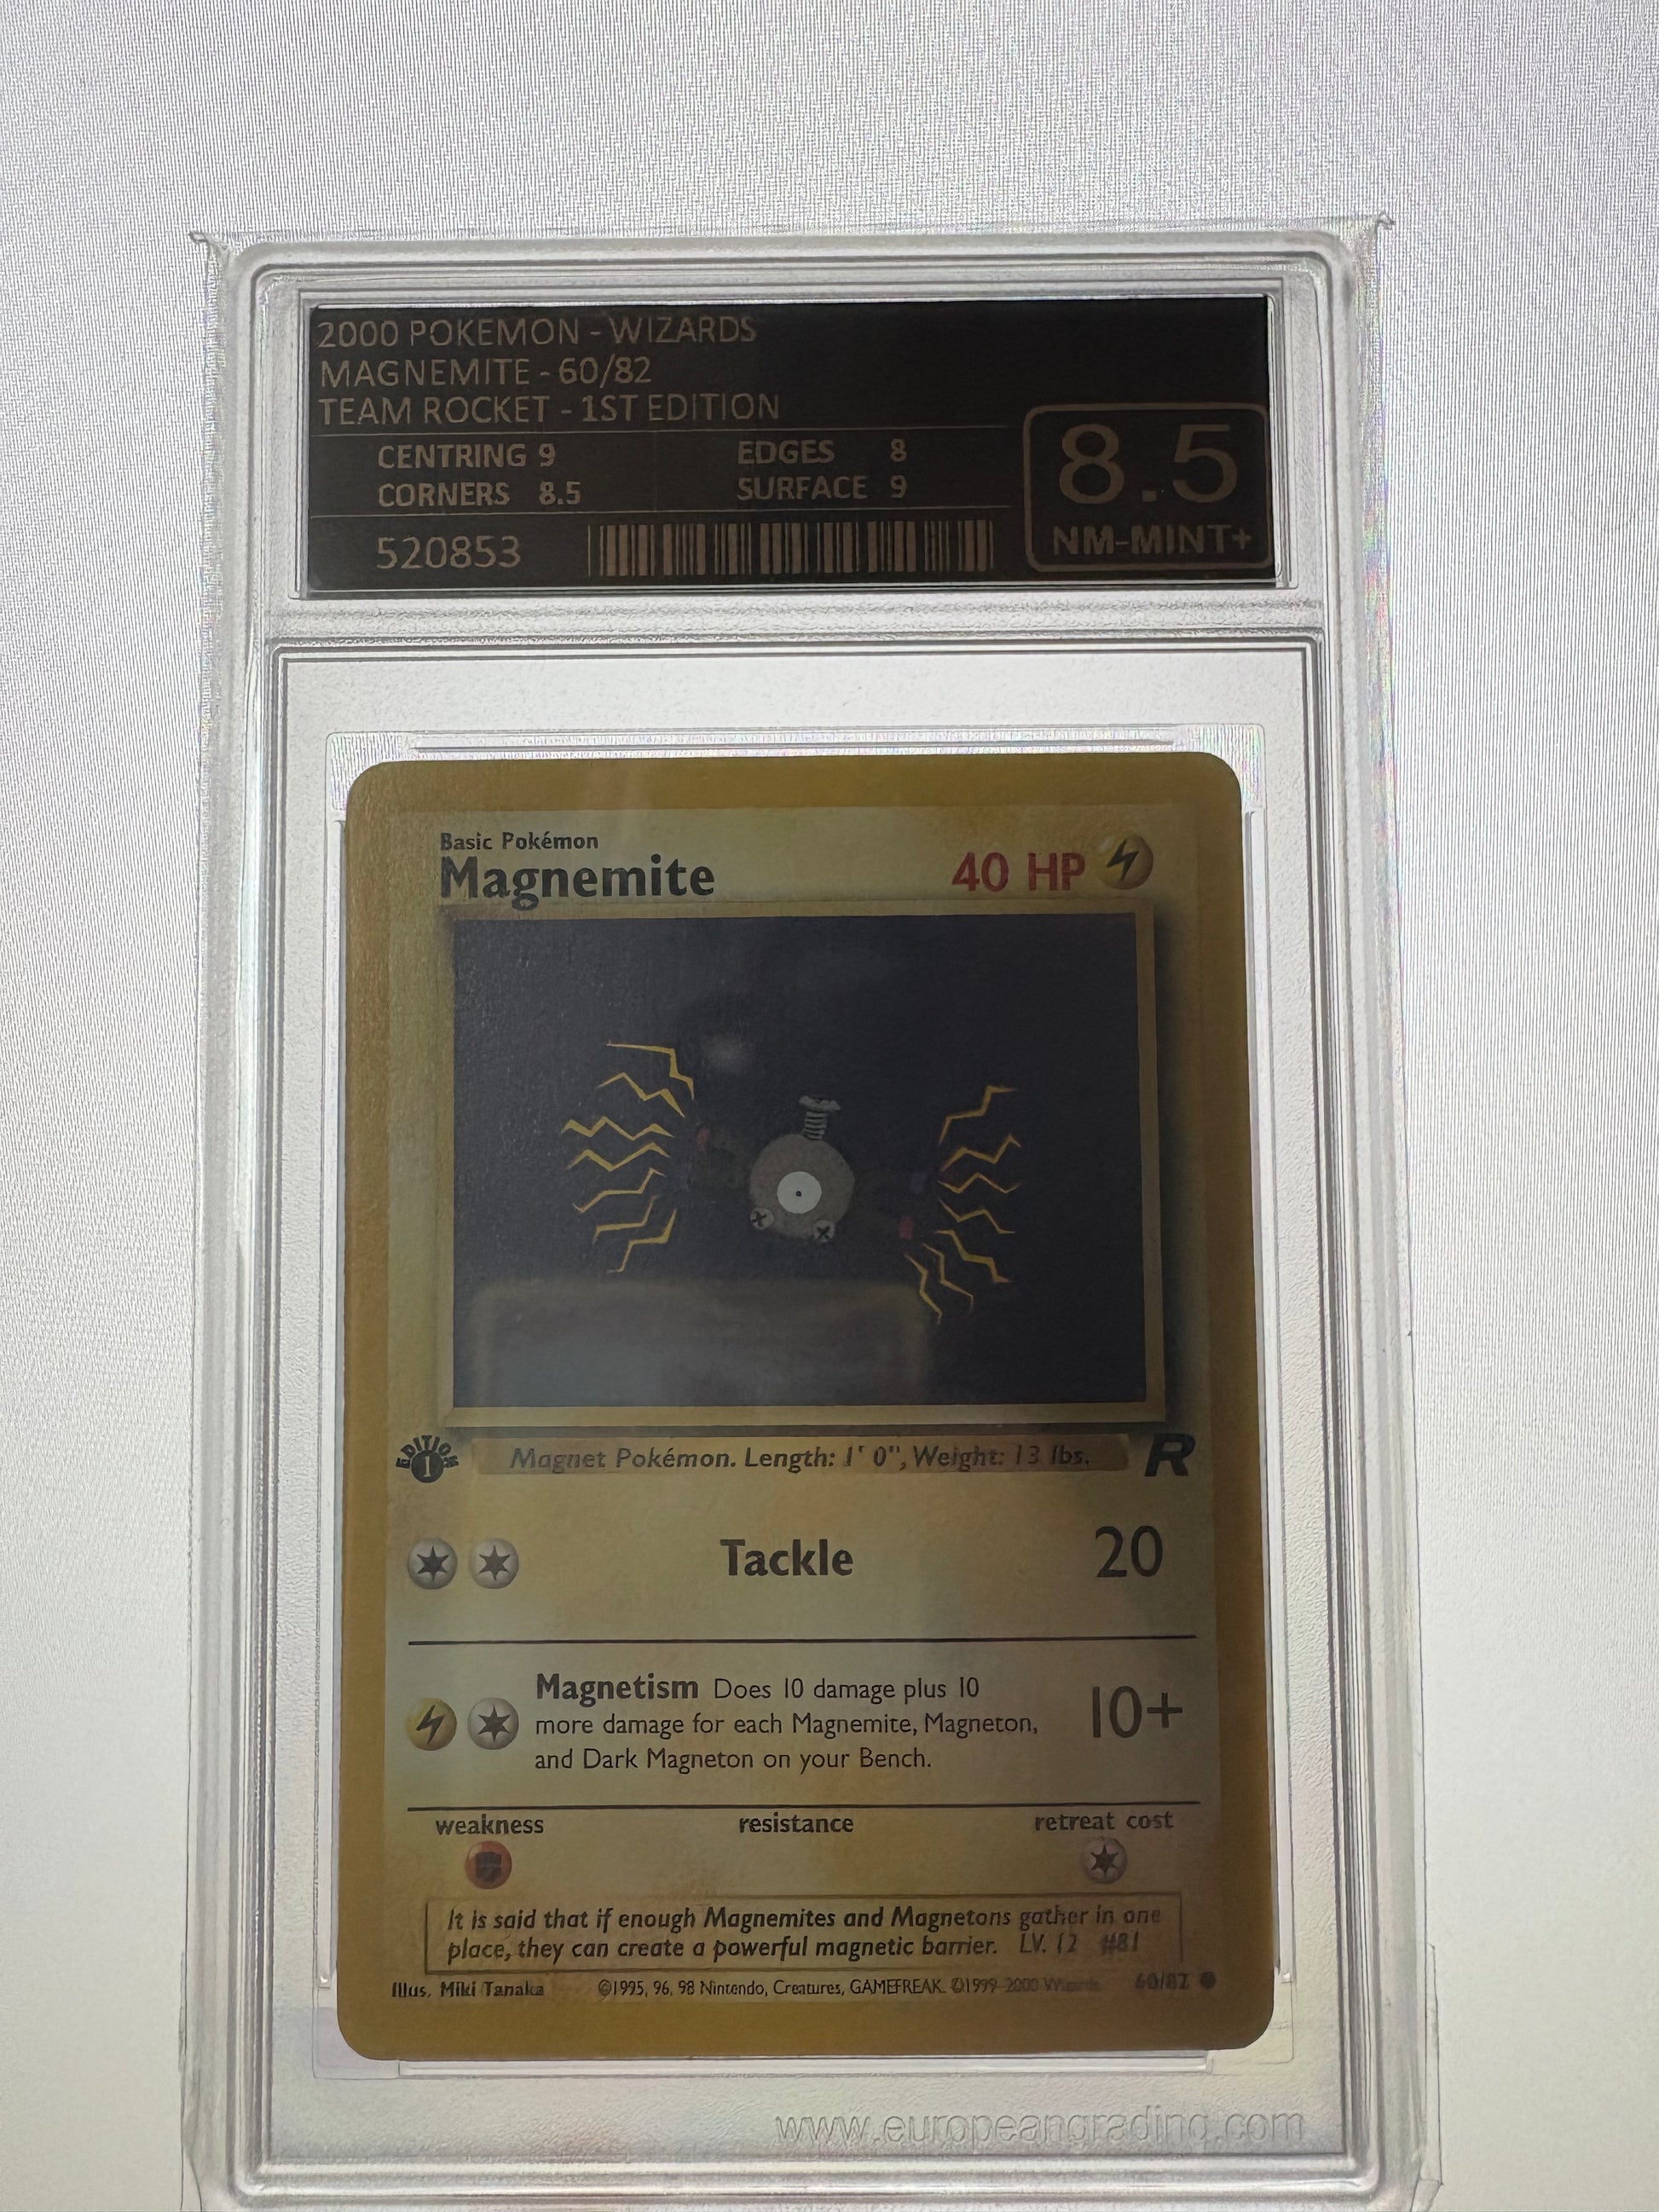 2000 POKEMON - WIZARDS
MAGNEMITE - 60/82
TEAM ROCKET - 1ST EDITION
CENTRING 9 EDGES 8
CORNERS 8.5 SURFACE 9
8.5
NM-MINT+
520853
Basic Pokémon
Magnemite 40 HP
EDITION
1
Magnet Pokémon. Length: 1' 0", Weight: 13 lbs.
R
Tackle 20
Magnetism Does 10 damage plus 10
more damage for each Magnemite, Magneton,
and Dark Magneton on your Bench.
10+
weakness resistance retreat cost
It is said that if enough Magnemites and Magnetons gather in one
place, they can create a powerful magnetic barrier. LV. 12 #81
Illus. Miki Tanaka ©1995, 96, 98 Nintendo, Creatures, GAMEFREAK. ©1999-2000 Wizards. 60/82
www.europeangrading.com